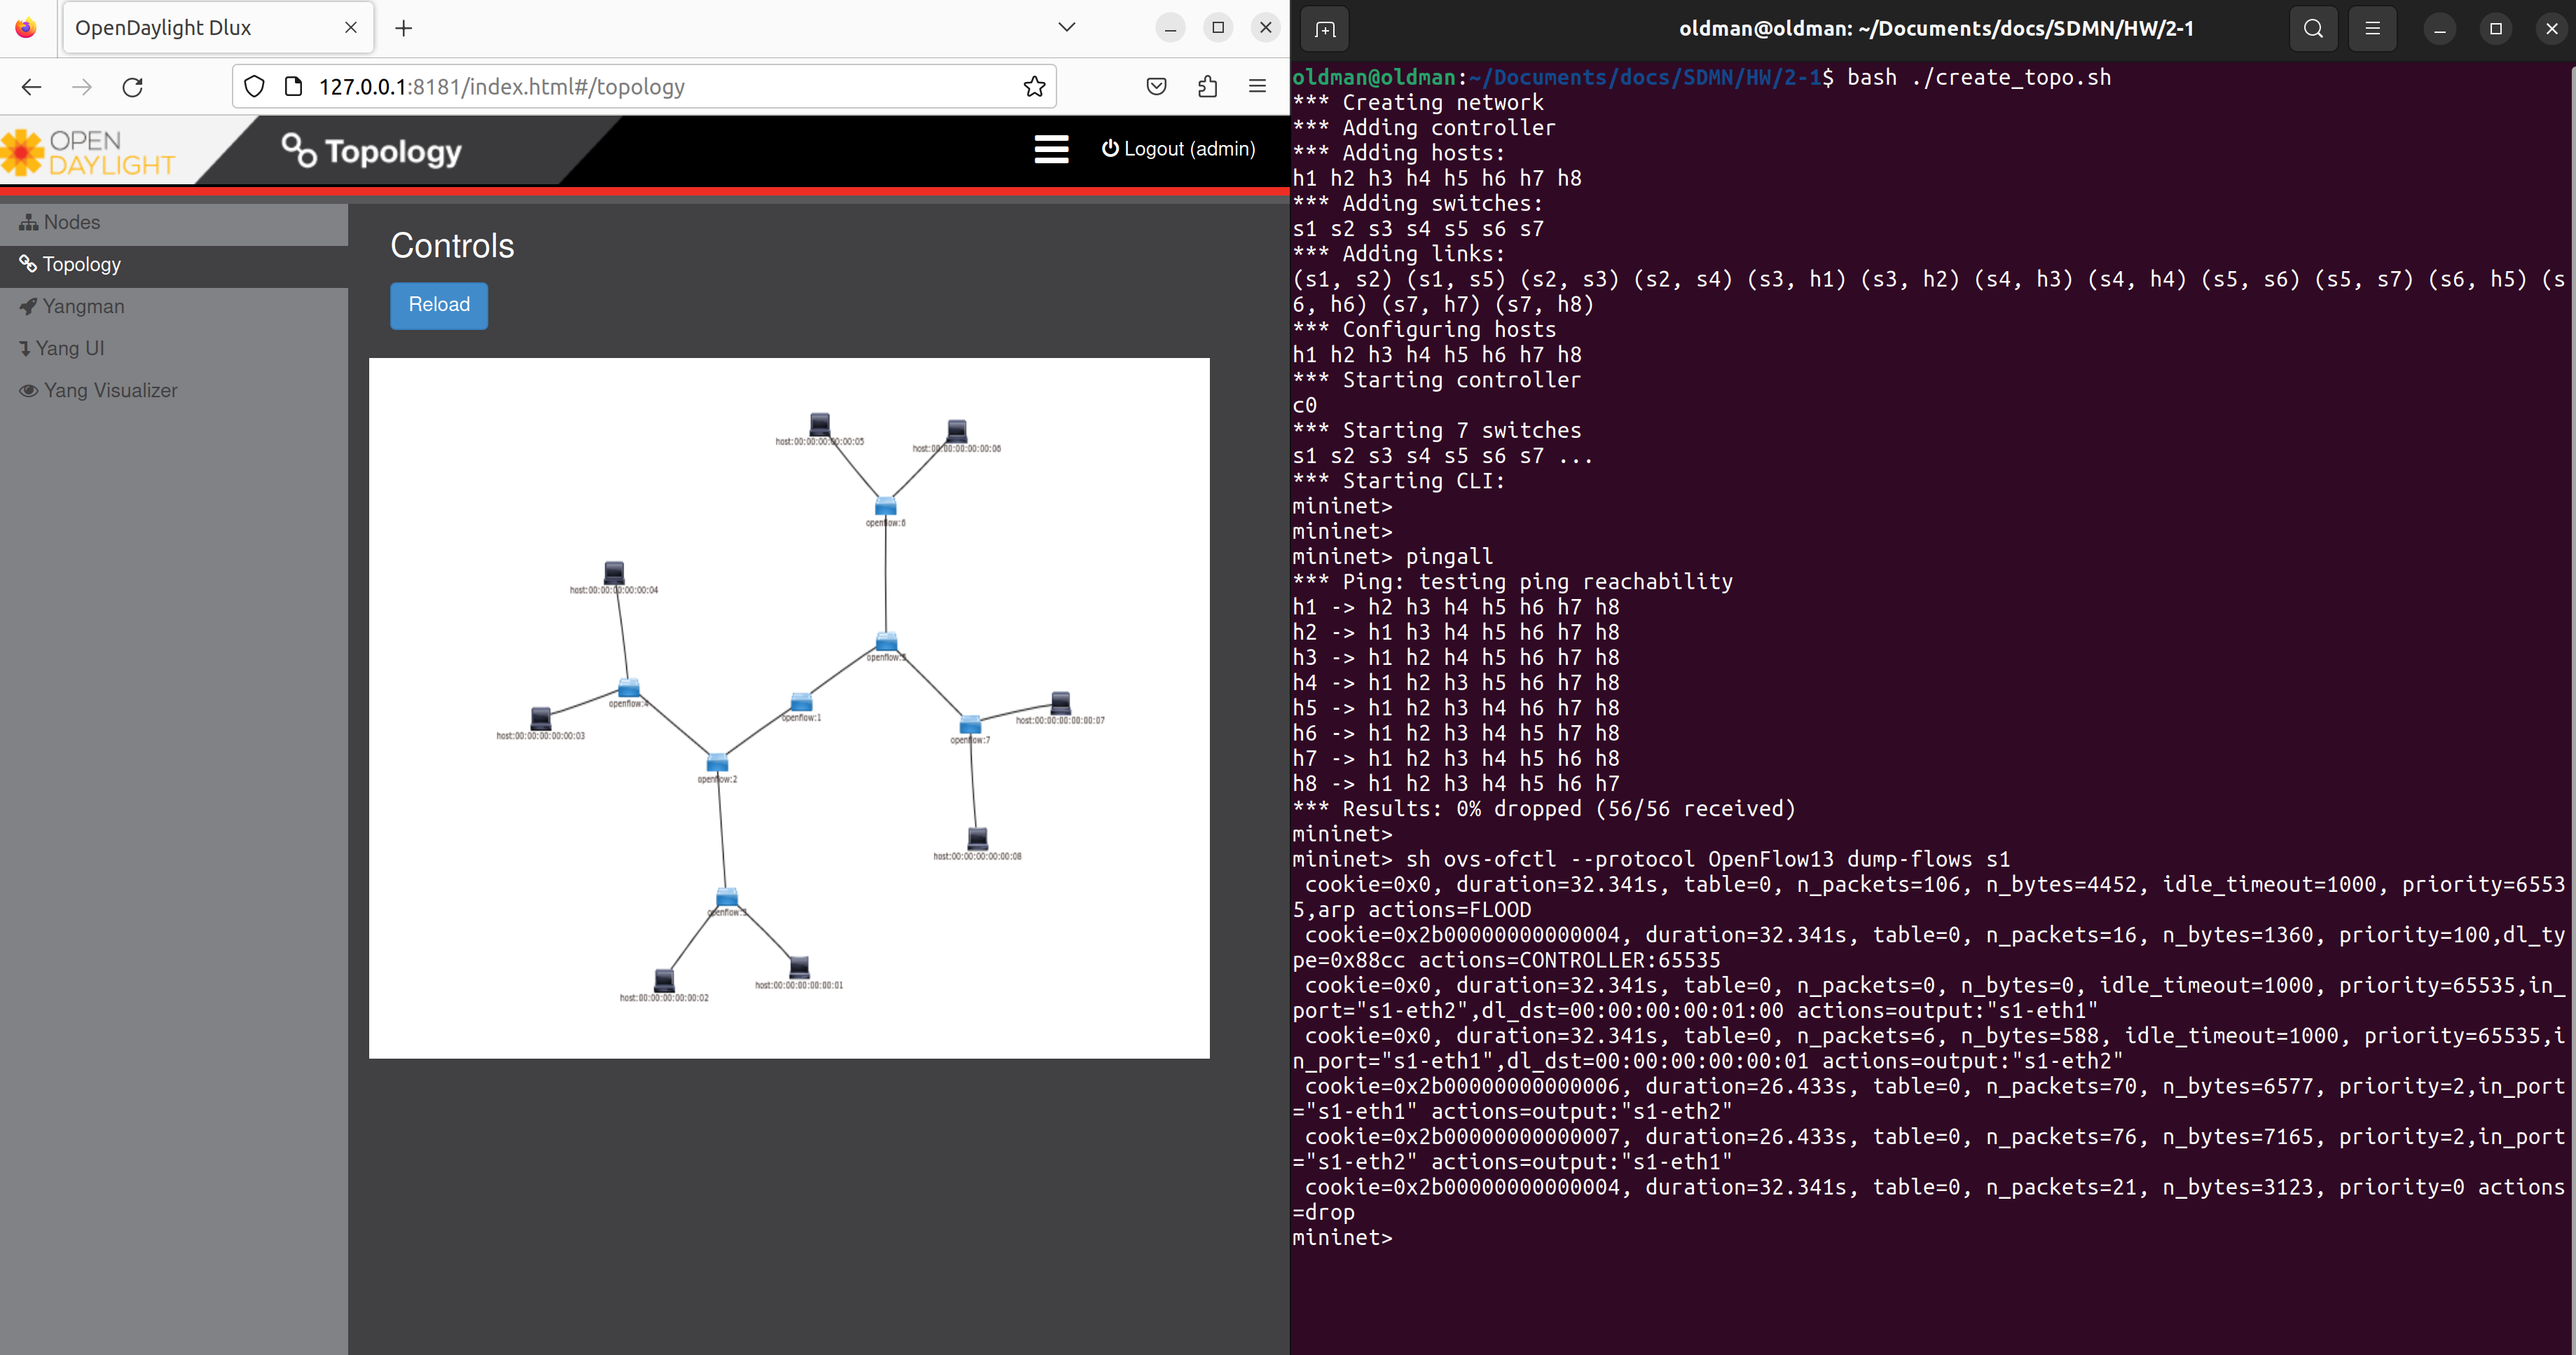 OpenDaylight Dlux
127.0.0.1:8181/index.html#/topology
OPEN
DAYLIGHT
Topology
Logout (admin)
Nodes
Topology
Yangman
Yang UI
Yang Visualizer
Controls
Reload
host:00:00:00:00:00:05
host:00:00:00:00:00:06
openflow:6
host:00:00:00:00:00:04
openflow:5
openflow:4
openflow:1
host:00:00:00:00:00:07
host:00:00:00:00:00:03
openflow:7
openflow:2
host:00:00:00:00:00:08
openflow:3
host:00:00:00:00:00:01
host:00:00:00:00:00:02
oldman@oldman: ~/Documents/docs/SDMN/HW/2-1
oldman@oldman:~/Documents/docs/SDMN/HW/2-1$ bash ./create_topo.sh
*** Creating network
*** Adding controller
*** Adding hosts:
h1 h2 h3 h4 h5 h6 h7 h8
*** Adding switches:
s1 s2 s3 s4 s5 s6 s7
*** Adding links:
(s1, s2) (s1, s5) (s2, s3) (s2, s4) (s3, h1) (s3, h2) (s4, h3) (s4, h4) (s5, s6) (s5, s7) (s6, h5) (s
6, h6) (s7, h7) (s7, h8)
*** Configuring hosts
h1 h2 h3 h4 h5 h6 h7 h8
*** Starting controller
c0
*** Starting 7 switches
s1 s2 s3 s4 s5 s6 s7 ...
*** Starting CLI:
mininet>
mininet>
mininet> pingall
*** Ping: testing ping reachability
h1 -> h2 h3 h4 h5 h6 h7 h8
h2 -> h1 h3 h4 h5 h6 h7 h8
h3 -> h1 h2 h4 h5 h6 h7 h8
h4 -> h1 h2 h3 h5 h6 h7 h8
h5 -> h1 h2 h3 h4 h6 h7 h8
h6 -> h1 h2 h3 h4 h5 h7 h8
h7 -> h1 h2 h3 h4 h5 h6 h8
h8 -> h1 h2 h3 h4 h5 h6 h7
*** Results: 0% dropped (56/56 received)
mininet>
mininet> sh ovs-ofctl --protocol OpenFlow13 dump-flows s1
cookie=0x0, duration=32.341s, table=0, n_packets=106, n_bytes=4452, idle_timeout=1000, priority=6553
5,arp actions=FLOOD
cookie=0x2b00000000000004, duration=32.341s, table=0, n_packets=16, n_bytes=1360, priority=100,dl_ty
pe=0x88cc actions=CONTROLLER:65535
cookie=0x0, duration=32.341s, table=0, n_packets=0, n_bytes=0, idle_timeout=1000, priority=65535,in_
port="s1-eth2",dl_dst=00:00:00:00:01:00 actions=output:"s1-eth1"
cookie=0x0, duration=32.341s, table=0, n_packets=6, n_bytes=588, idle_timeout=1000, priority=65535,i
n_port="s1-eth1",dl_dst=00:00:00:00:00:01 actions=output:"s1-eth2"
cookie=0x2b00000000000006, duration=26.433s, table=0, n_packets=70, n_bytes=6577, priority=2,in_port
="s1-eth1" actions=output:"s1-eth2"
cookie=0x2b00000000000007, duration=26.433s, table=0, n_packets=76, n_bytes=7165, priority=2,in_port
="s1-eth2" actions=output:"s1-eth1"
cookie=0x2b00000000000004, duration=32.341s, table=0, n_packets=21, n_bytes=3123, priority=0 actions
=drop
mininet>